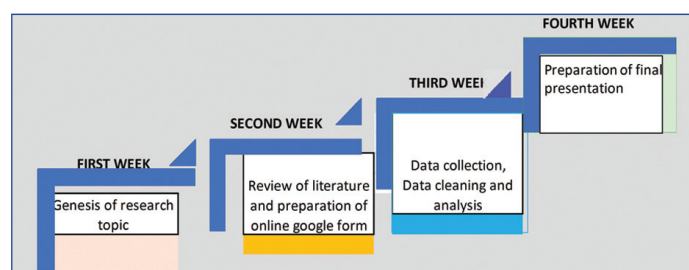 FIRST WEEK
Genesis of research
topic
SECOND WEEK
Review of literature
and preparation of
online google form
THIRD WEEK
Data collection,
Data cleaning and
analysis
FOURTH WEEK
Preparation of final
presentation